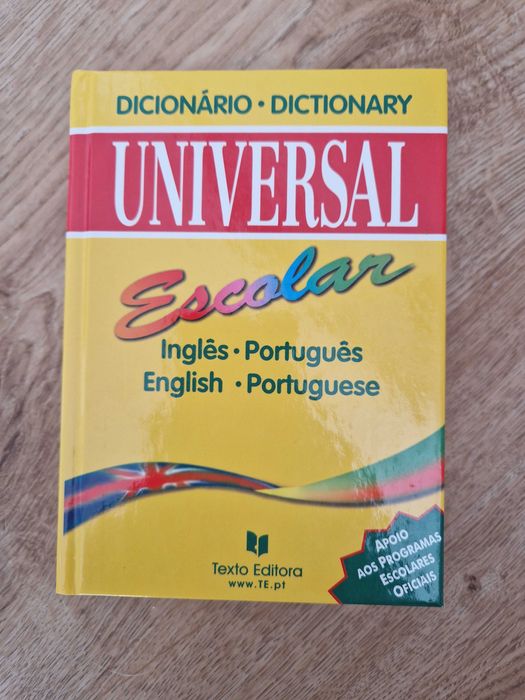 DICIONÁRIO • DICTIONARY
UNIVERSAL
Escolar
Inglês • Português
English • Portuguese
Texto Editora
www.TE.pt
APOIO
AOS PROGRAMAS
ESCOLARES
OFICIAIS